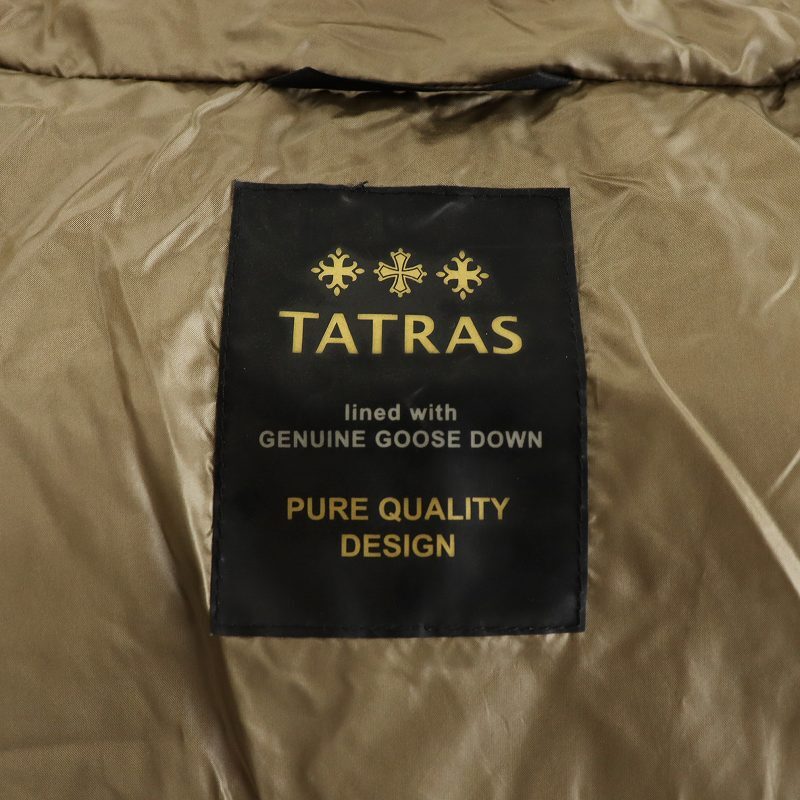 TATRAS
lined with
GENUINE GOOSE DOWN
PURE QUALITY
DESIGN